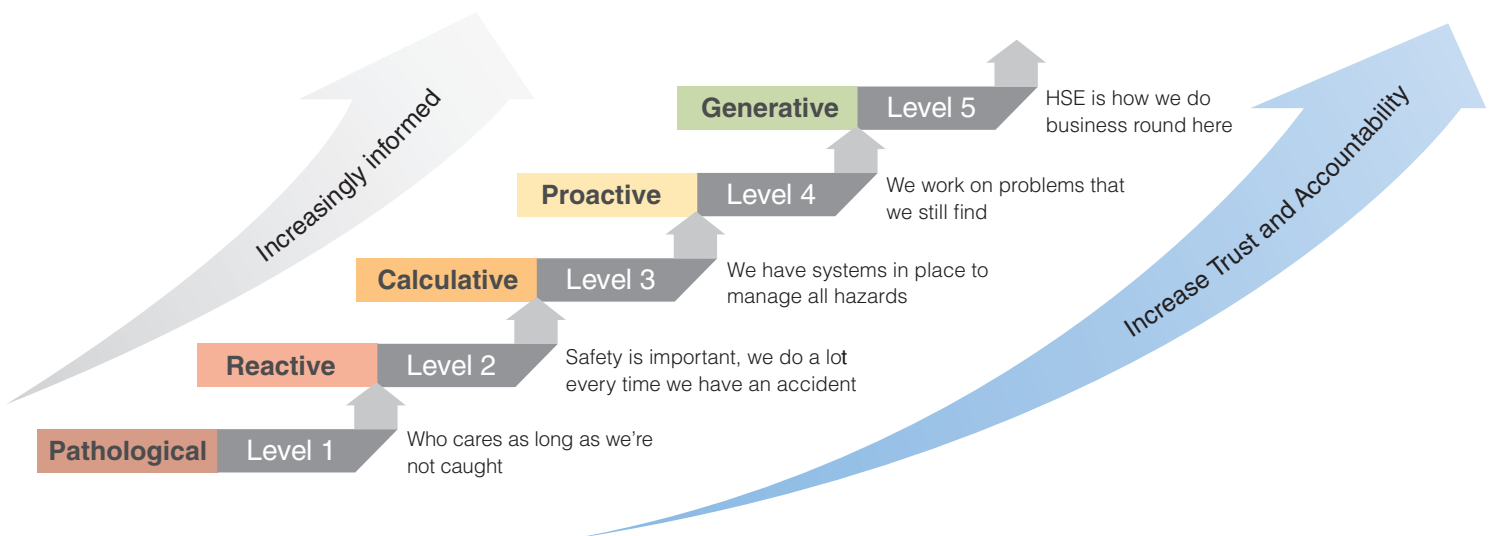 Increasingly informed
Generative Level 5
HSE is how we do
business round here
Proactive Level 4
We work on problems that
we still find
Calculative Level 3
We have systems in place to
manage all hazards
Reactive Level 2
Safety is important, we do a lot
every time we have an accident
Pathological Level 1
Who cares as long as we’re
not caught
Increase Trust and Accountability